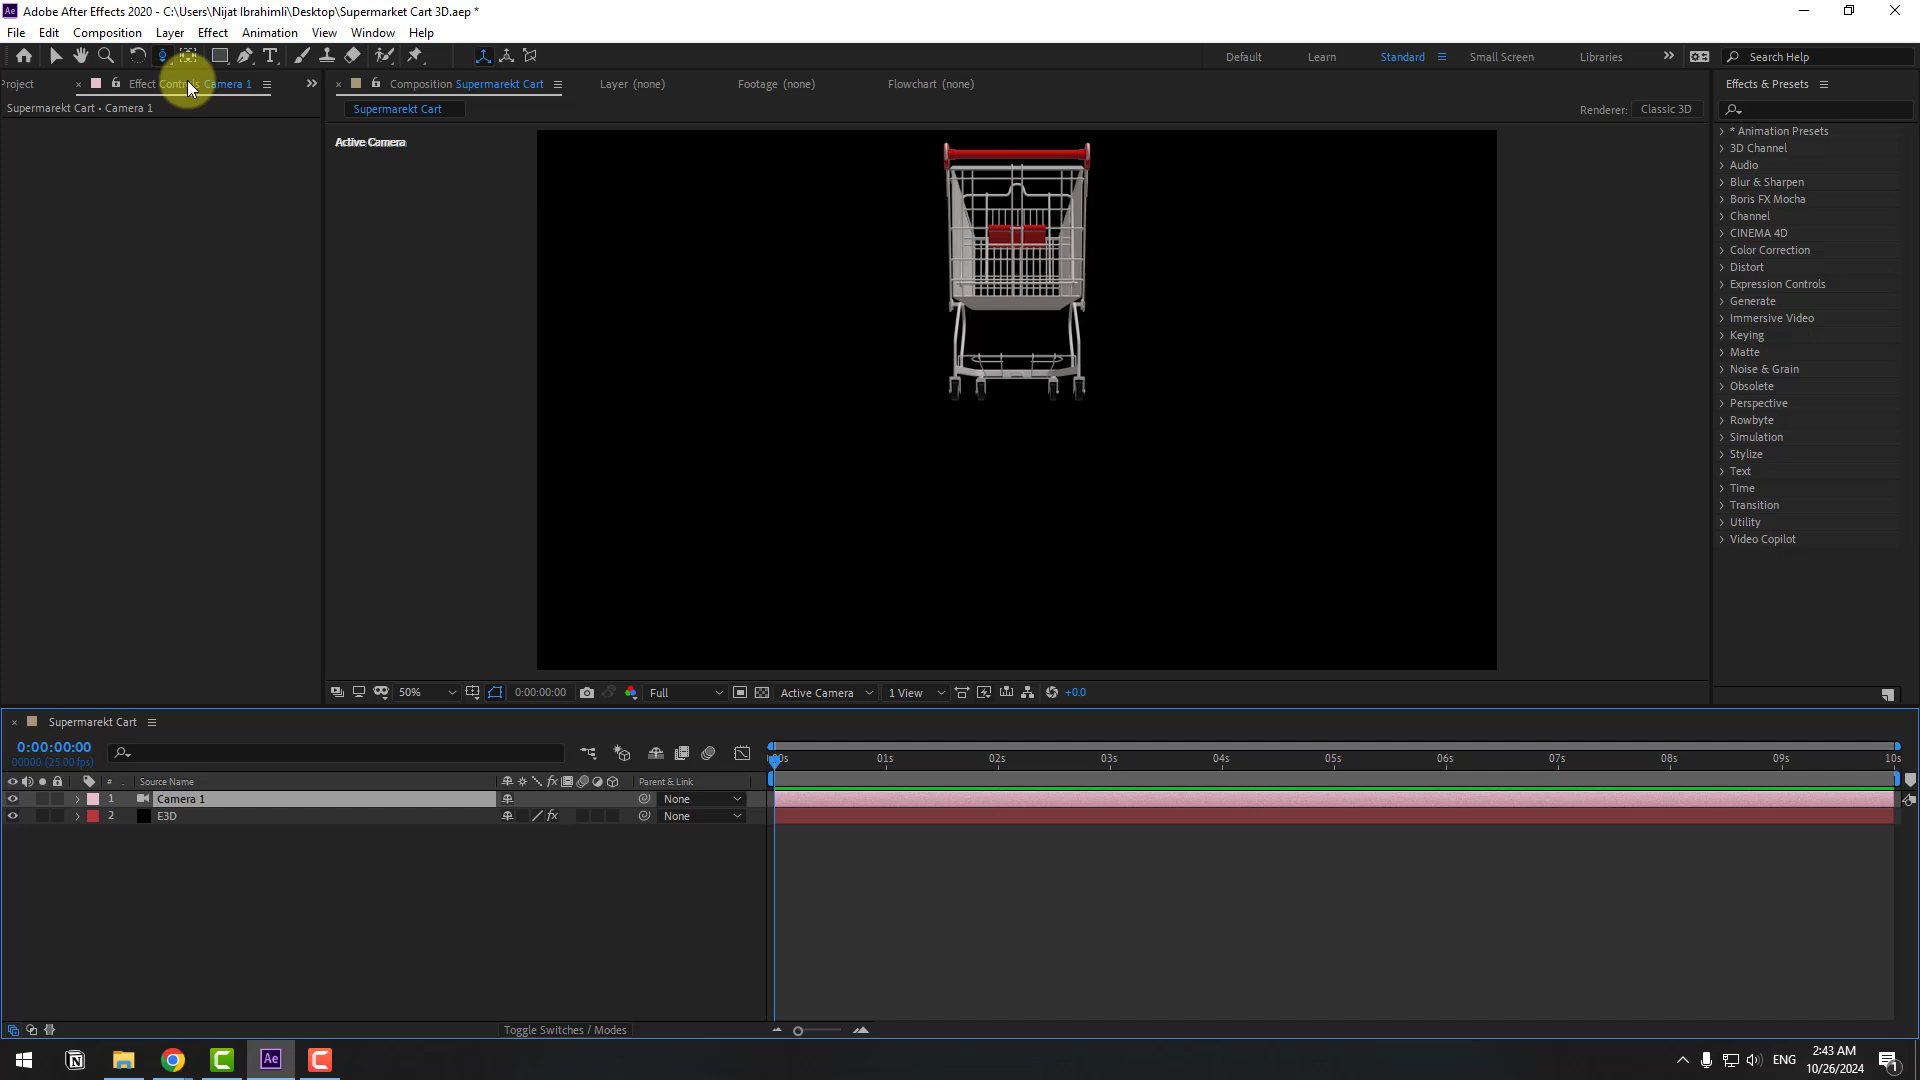 Adobe After Effects 2020 - C:\Users\Nijat Ibrahimli\Desktop\Supermarket Cart 3D.aep *
File Edit Composition Layer Effect Animation View Window Help
Default Learn Standard Small Screen Libraries Search Help
Project Effect Controls Camera 1
Supermarekt Cart • Camera 1
Composition Supermarekt Cart Layer (none) Footage (none) Flowchart (none)
Supermarekt Cart
Renderer: Classic 3D
Active Camera
Effects & Presets
* Animation Presets
3D Channel
Audio
Blur & Sharpen
Boris FX Mocha
Channel
CINEMA 4D
Color Correction
Distort
Expression Controls
Generate
Immersive Video
Keying
Matte
Noise & Grain
Obsolete
Perspective
Rowbyte
Simulation
Stylize
Text
Time
Transition
Utility
Video Copilot
50% 0:00:00:00 Full Active Camera 1 View +0.0
Supermarekt Cart
0:00:00:00
00000 (25.00 fps)
00s 01s 02s 03s 04s 05s 06s 07s 08s 09s 10s
# Source Name fx Parent & Link
1 Camera 1 None
2 E3D fx None
Toggle Switches / Modes
Ae ENG
2:43 AM
10/26/2024
1